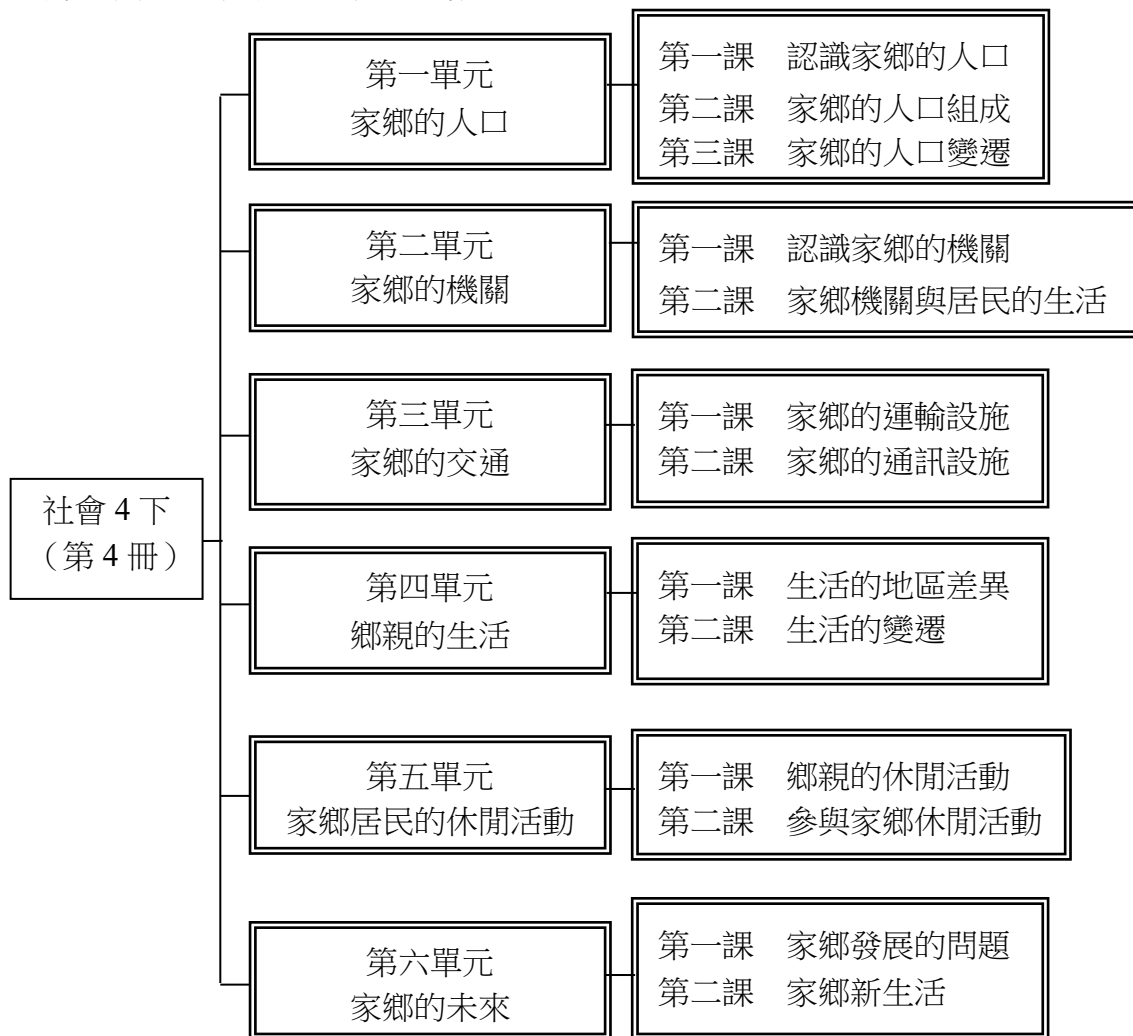 第一單元
家鄉的人口
第一課 認識家鄉的人口
第二課 家鄉的人口組成
第三課 家鄉的人口變遷
第二單元
家鄉的機關
第一課 認識家鄉的機關
第二課 家鄉機關與居民的生活
第三單元
家鄉的交通
第一課 家鄉的運輸設施
第二課 家鄉的通訊設施
社會 4 下
（第 4 冊）
第四單元
鄉親的生活
第一課 生活的地區差異
第二課 生活的變遷
第五單元
家鄉居民的休閒活動
第一課 鄉親的休閒活動
第二課 參與家鄉休閒活動
第六單元
家鄉的未來
第一課 家鄉發展的問題
第二課 家鄉新生活